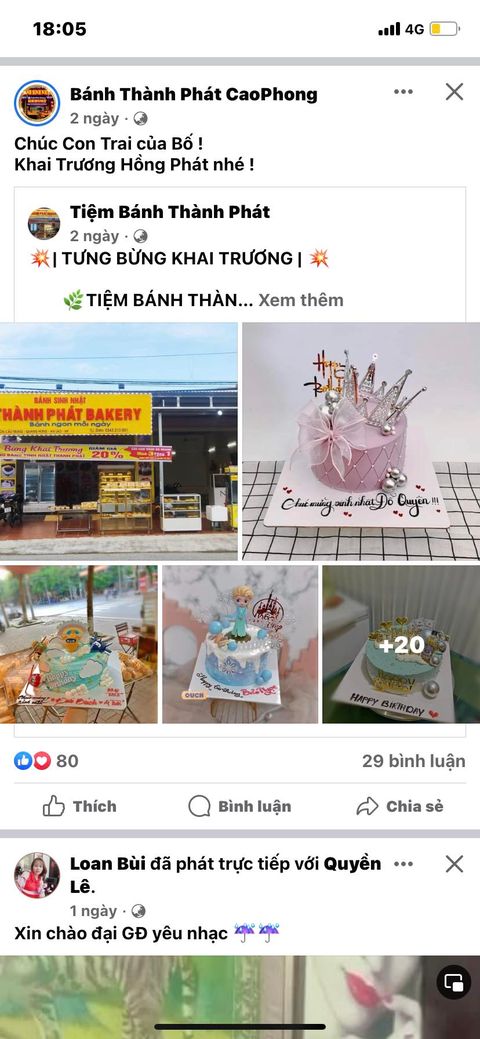 18:05
4G
Bánh Thành Phát CaoPhong
2 ngày
Chúc Con Trai của Bố !
Khai Trương Hồng Phát nhé !
Tiệm Bánh Thành Phát
2 ngày
💥| TƯNG BỪNG KHAI TRƯƠNG | 💥
🌿TIỆM BÁNH THÀN... Xem thêm
BÁNH SINH NHẬT
THÀNH PHÁT BAKERY
Bánh ngon mỗi ngày
Bừng Khai Trương
GIẢM GIÁ
20%
Chúc mừng sinh nhật Đỗ Quyên !!!
OUCH
Happy birthday
+20
HAPPY BIRTHDAY
80
29 bình luận
Thích
Bình luận
Chia sẻ
Loan Bùi đã phát trực tiếp với Quyền
Lê.
1 ngày
Xin chào đại GĐ yêu nhạc ☔☔